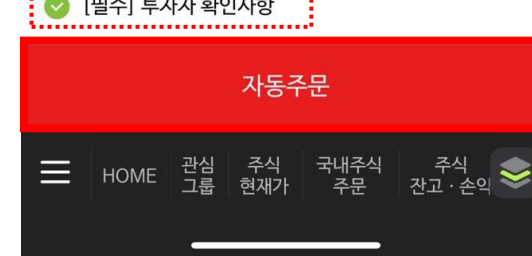 [필수] 투자자 확인사항
자동주문
HOME
관심
그룹
주식
현재가
국내주식
주문
주식
잔고 · 손익